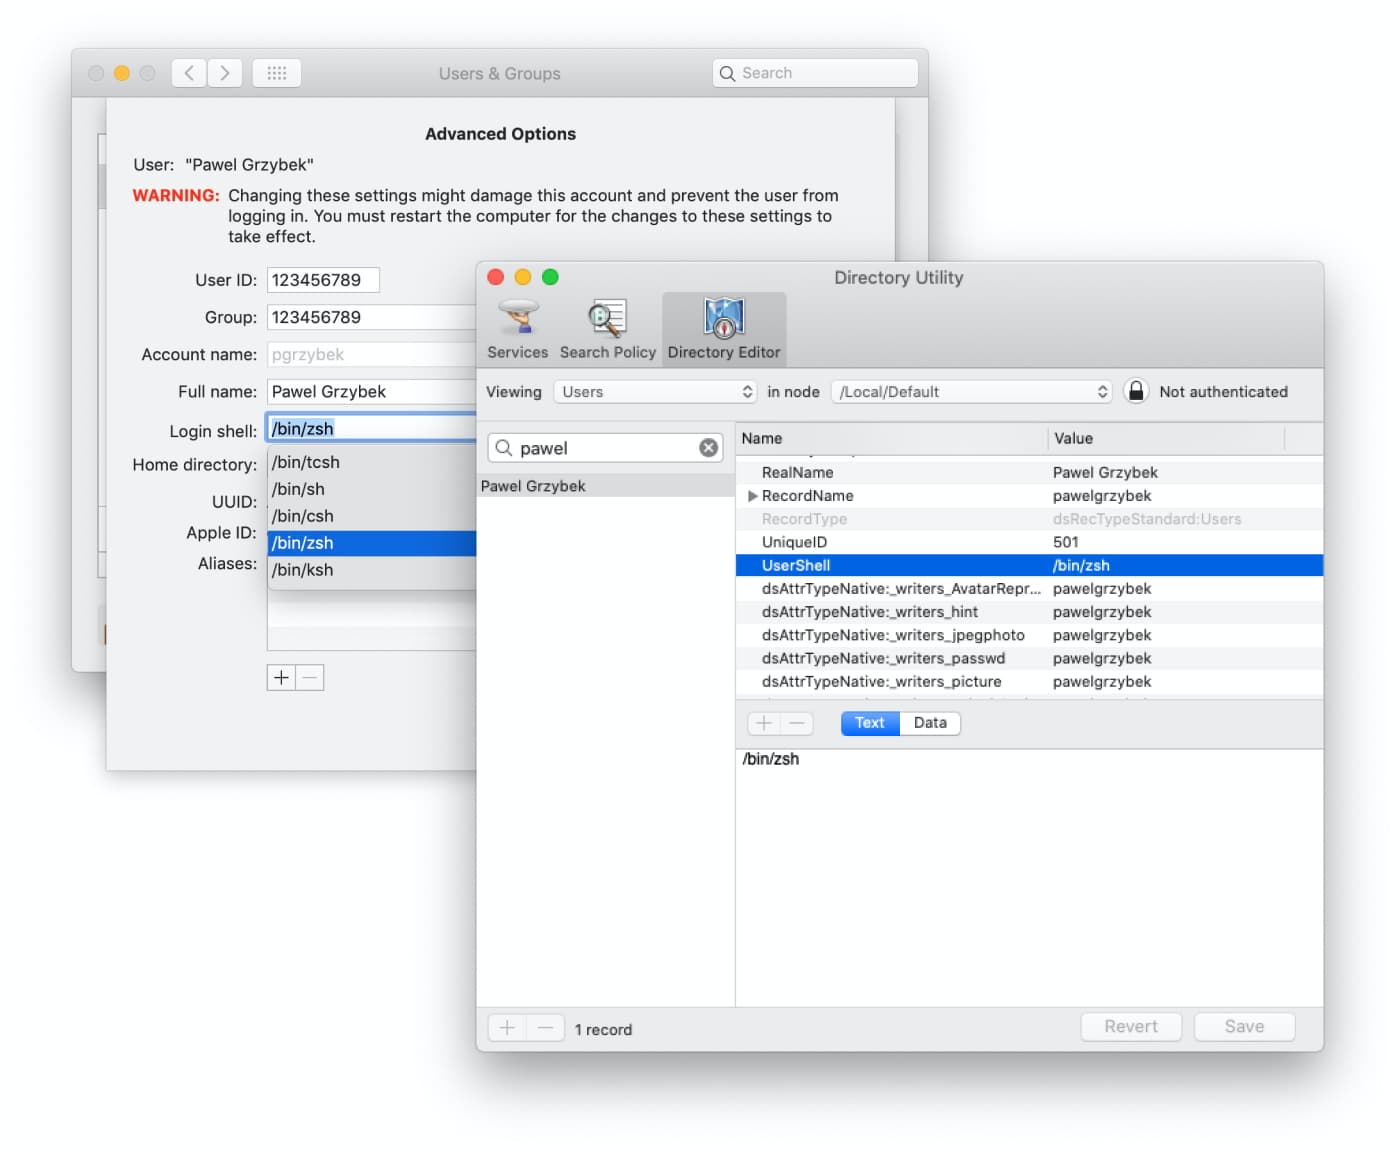 Users & Groups
Search
Advanced Options
User: "Pawel Grzybek"
WARNING: Changing these settings might damage this account and prevent the user from
logging in. You must restart the computer for the changes to these settings to
take effect.
User ID: 123456789
Group: 123456789
Account name: pgrzybek
Full name: Pawel Grzybek
Login shell: /bin/zsh
Home directory:
UUID:
Apple ID:
Aliases:
/bin/tcsh
/bin/sh
/bin/csh
/bin/zsh
/bin/ksh
Directory Utility
Services Search Policy Directory Editor
Viewing Users in node /Local/Default Not authenticated
pawel
Pawel Grzybek
Name Value
RealName Pawel Grzybek
RecordName pawelgrzybek
RecordType dsRecTypeStandard:Users
UniqueID 501
UserShell /bin/zsh
dsAttrTypeNative:_writers_AvatarRepr... pawelgrzybek
dsAttrTypeNative:_writers_hint pawelgrzybek
dsAttrTypeNative:_writers_jpegphoto pawelgrzybek
dsAttrTypeNative:_writers_passwd pawelgrzybek
dsAttrTypeNative:_writers_picture pawelgrzybek
Text Data
/bin/zsh
1 record
Revert Save